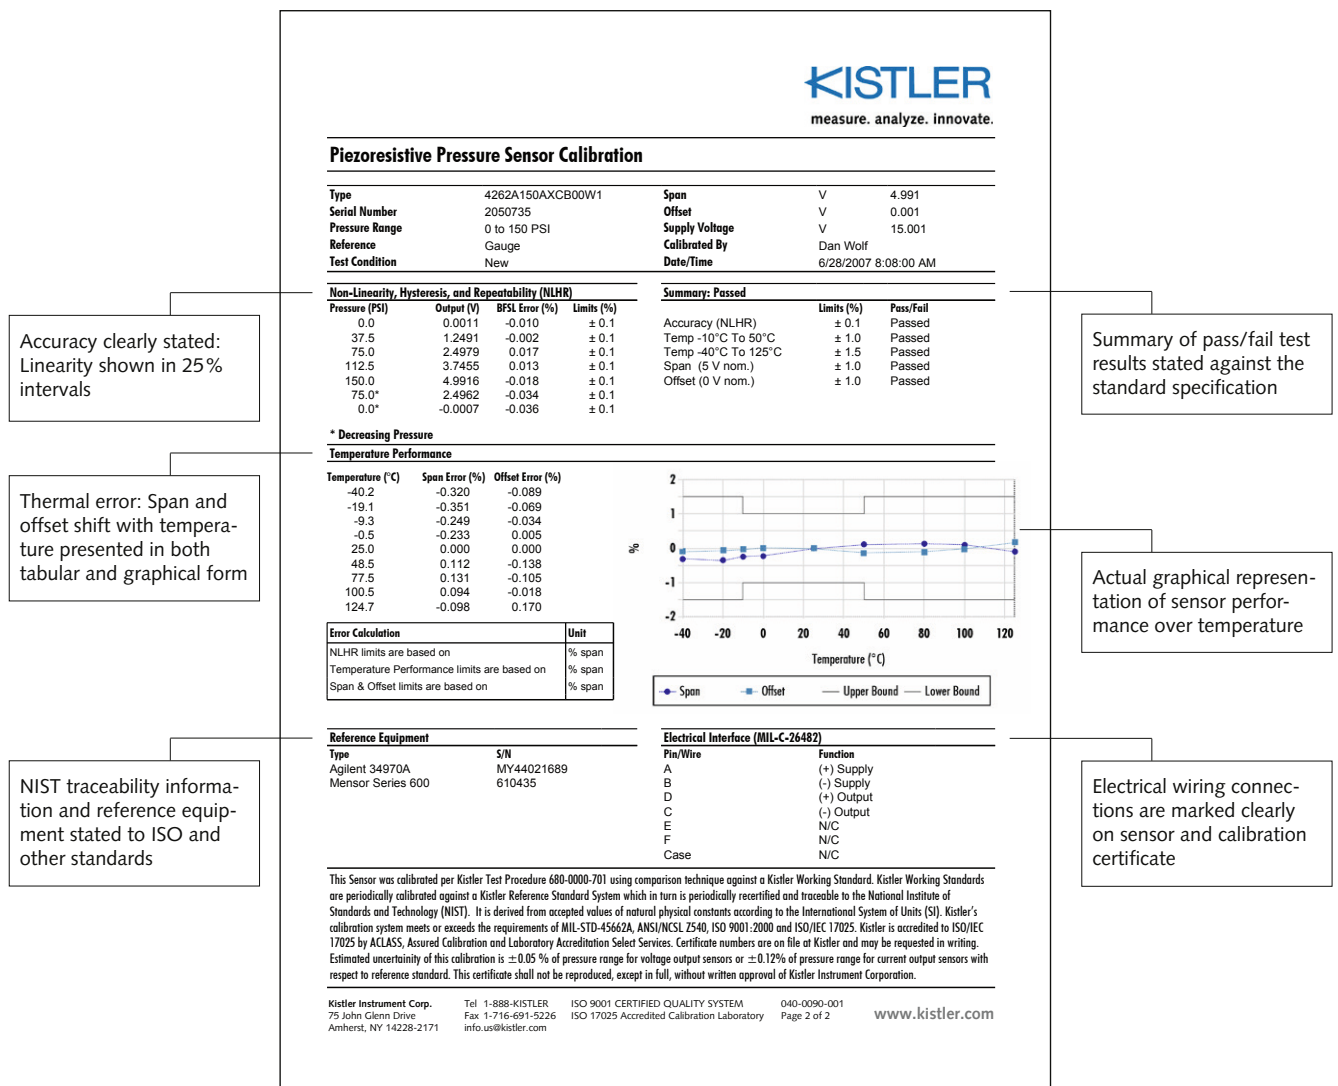 KISTLER
measure. analyze. innovate.
Piezoresistive Pressure Sensor Calibration
Type 4262A150AXCB00W1
Serial Number 2050735
Pressure Range 0 to 150 PSI
Reference Gauge
Test Condition New
Span V 4.991
Offset V 0.001
Supply Voltage V 15.001
Calibrated By Dan Wolf
Date/Time 6/28/2007 8:08:00 AM
Non-Linearity, Hysteresis, and Repeatability (NLHR)
Pressure (PSI) Output (V) BFSL Error (%) Limits (%)
0.0 0.0011 -0.010 ± 0.1
37.5 1.2491 -0.002 ± 0.1
75.0 2.4979 0.017 ± 0.1
112.5 3.7455 0.013 ± 0.1
150.0 4.9916 -0.018 ± 0.1
75.0* 2.4962 -0.034 ± 0.1
0.0* -0.0007 -0.036 ± 0.1
* Decreasing Pressure
Summary: Passed
Limits (%) Pass/Fail
Accuracy (NLHR) ± 0.1 Passed
Temp -10°C To 50°C ± 1.0 Passed
Temp -40°C To 125°C ± 1.5 Passed
Span (5 V nom.) ± 1.0 Passed
Offset (0 V nom.) ± 1.0 Passed
Accuracy clearly stated:
Linearity shown in 25%
intervals
Summary of pass/fail test
results stated against the
standard specification
Temperature Performance
Temperature (°C) Span Error (%) Offset Error (%)
-40.2 -0.320 -0.089
-19.1 -0.351 -0.069
-9.3 -0.249 -0.034
-0.5 -0.233 0.005
25.0 0.000 0.000
48.5 0.112 -0.138
77.5 0.131 -0.105
100.5 0.094 -0.018
124.7 -0.098 0.170
Thermal error: Span and
offset shift with tempera-
ture presented in both
tabular and graphical form
2
1
0
-1
-2
%
-40 -20 0 20 40 60 80 100 120
Temperature (°C)
Span Offset Upper Bound Lower Bound
Actual graphical represen-
tation of sensor perfor-
mance over temperature
Error Calculation Unit
NLHR limits are based on % span
Temperature Performance limits are based on % span
Span & Offset limits are based on % span
Reference Equipment
Type S/N
Agilent 34970A MY44021689
Mensor Series 600 610435
Electrical Interface (MIL-C-26482)
Pin/Wire Function
A (+) Supply
B (-) Supply
D (+) Output
C (-) Output
E N/C
F N/C
Case N/C
NIST traceability informa-
tion and reference equip-
ment stated to ISO and
other standards
Electrical wiring connec-
tions are marked clearly
on sensor and calibration
certificate
This Sensor was calibrated per Kistler Test Procedure 680-0000-701 using comparison technique against a Kistler Working Standard. Kistler Working Standards
are periodically calibrated against a Kistler Reference Standard System which in turn is periodically recertified and traceable to the National Institute of
Standards and Technology (NIST). It is derived from accepted values of natural physical constants according to the International System of Units (SI). Kistler's
calibration system meets or exceeds the requirements of MIL-STD-45662A, ANSI/NCSL Z540, ISO 9001:2000 and ISO/IEC 17025. Kistler is accredited to ISO/IEC
17025 by ACLASS, Assured Calibration and Laboratory Accreditation Select Services. Certificate numbers are on file at Kistler and may be requested in writing.
Estimated uncertainity of this calibration is ±0.05 % of pressure range for voltage output sensors or ±0.12% of pressure range for current output sensors with
respect to reference standard. This certificate shall not be reproduced, except in full, without written approval of Kistler Instrument Corporation.
Kistler Instrument Corp. Tel 1-888-KISTLER ISO 9001 CERTIFIED QUALITY SYSTEM 040-0090-001
75 John Glenn Drive Fax 1-716-691-5226 ISO 17025 Accredited Calibration Laboratory Page 2 of 2
Amherst, NY 14228-2171 info.us@kistler.com
www.kistler.com